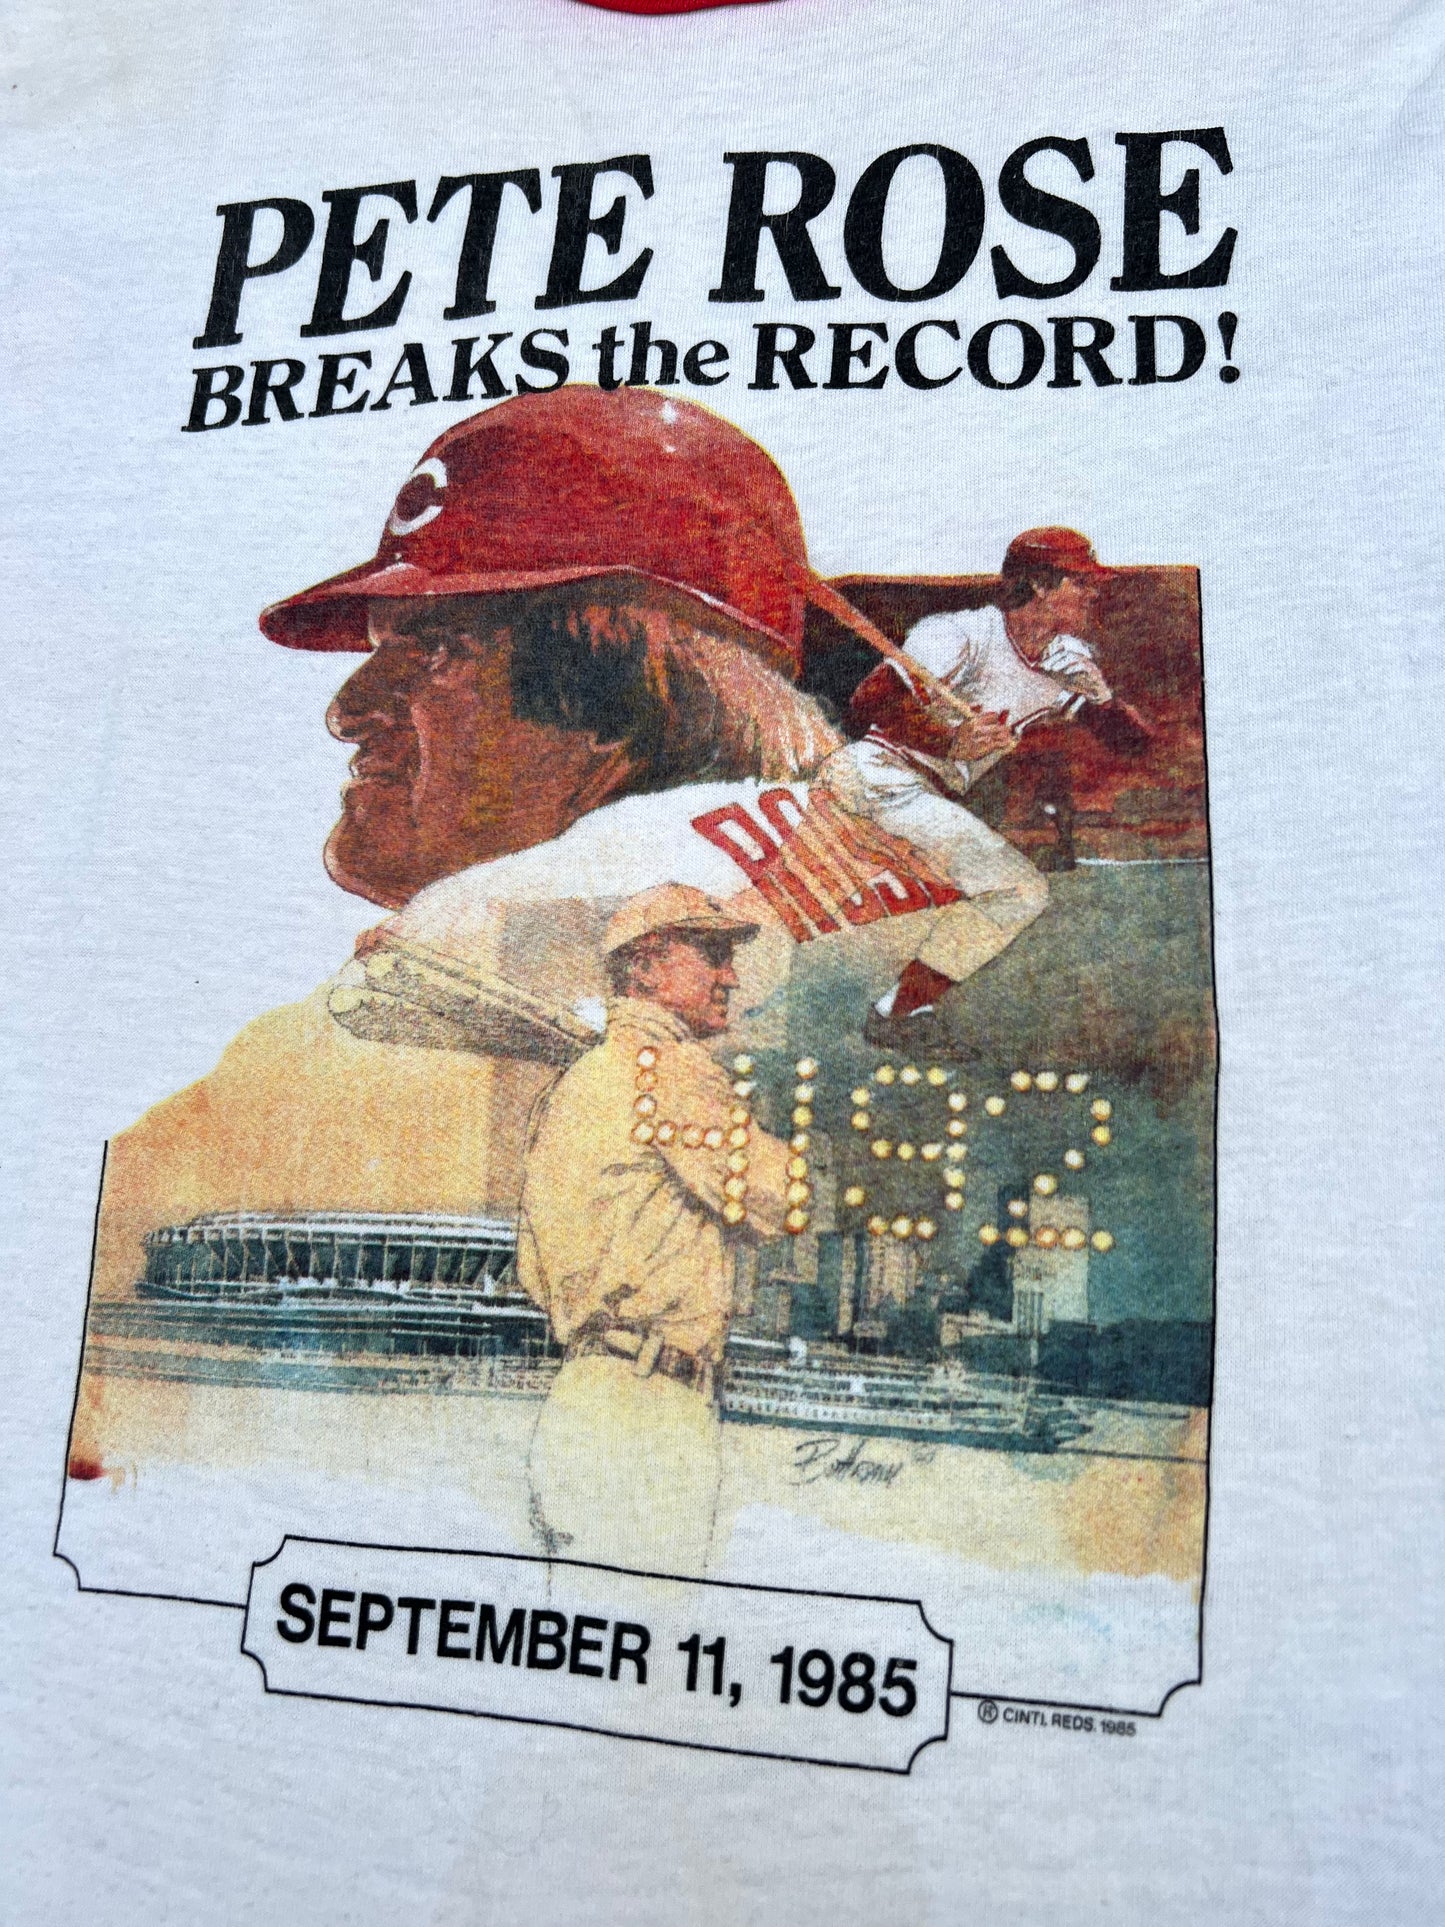 PETE ROSE
BREAKS the RECORD!
C
ROSE
4192
SEPTEMBER 11, 1985
® CINTI. REDS. 1985